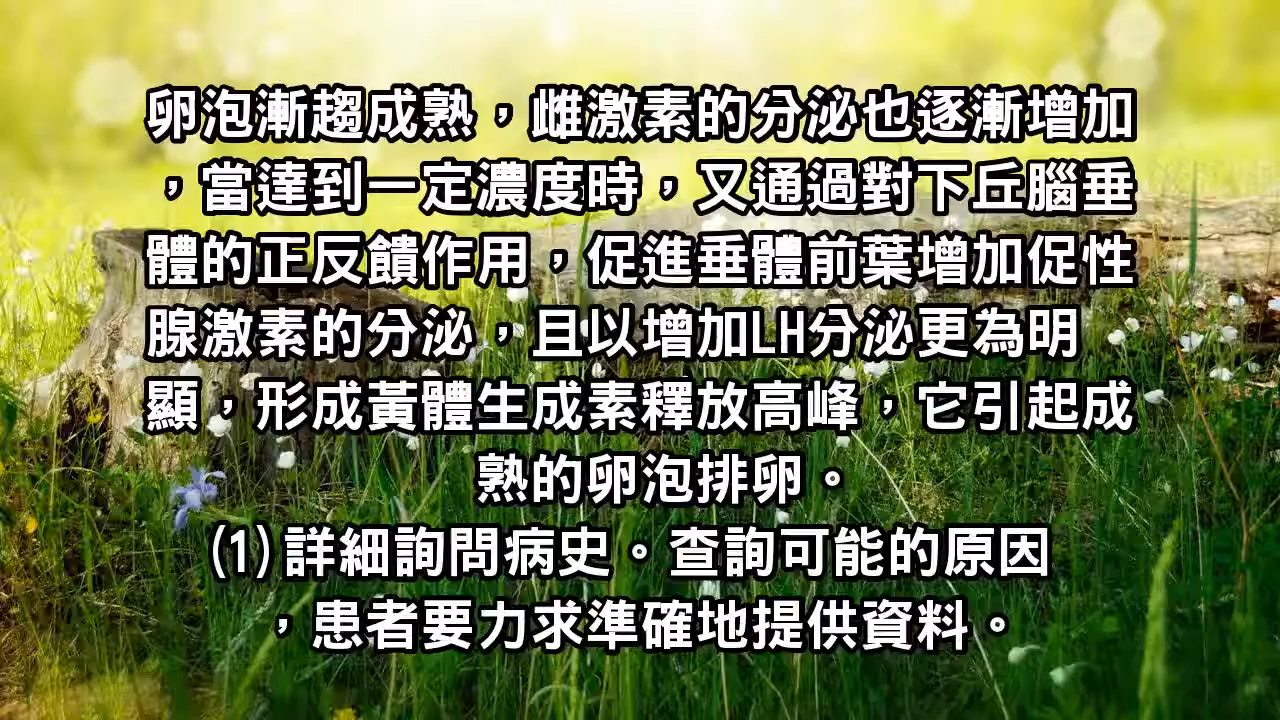 卵泡漸趨成熟，雌激素的分泌也逐漸增加
，當達到一定濃度時，又通過對下丘腦垂
體的正反饋作用，促進垂體前葉增加促性
腺激素的分泌，且以增加LH分泌更為明
顯，形成黃體生成素釋放高峰，它引起成
熟的卵泡排卵。
(1)詳細詢問病史。查詢可能的原因
，患者要力求準確地提供資料。